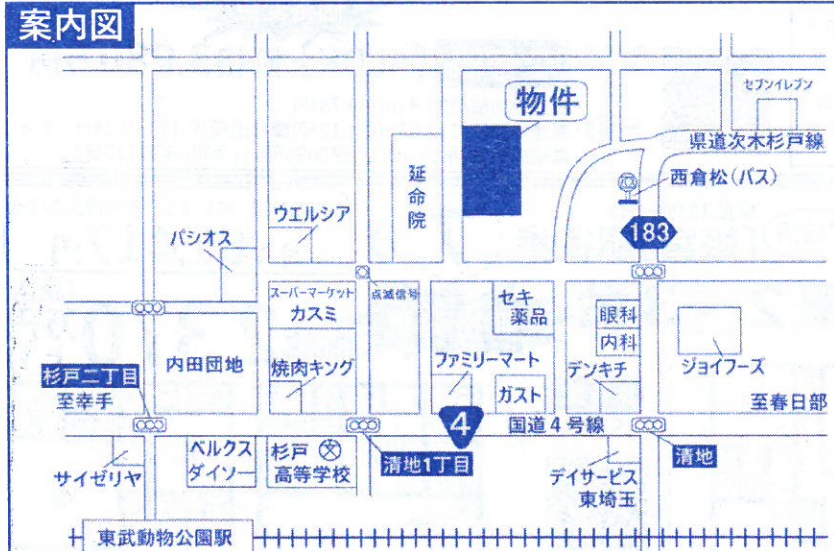 案内図
物件
セブンイレブン
県道次木杉戸線
延命院
西倉松(バス)
ウエルシア
パシオス
183
スーパーマーケット
カスミ
点滅信号
セキ
薬品
眼科
内科
内田団地
焼肉キング
ファミリーマート
デンキチ
ジョイフーズ
杉戸二丁目
至幸手
ガスト
至春日部
4
国道4号線
ベルクス
ダイソー
杉戸
高等学校
清地1丁目
清地
サイゼリヤ
デイサービス
東埼玉
東武動物公園駅